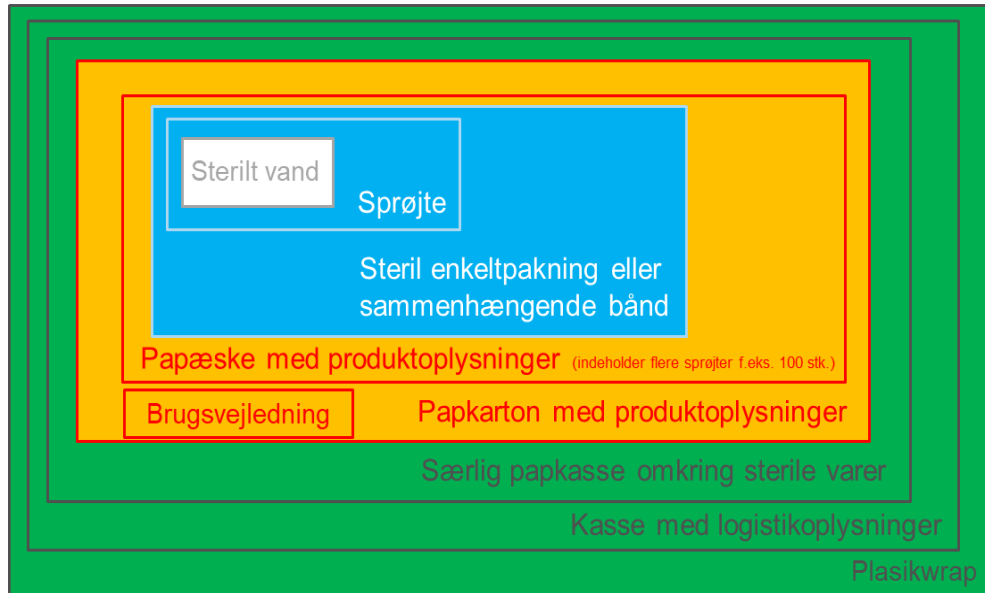 Sterilt vand
Sprøjte
Steril enkeltpakning eller
sammenhængende bånd
Papæske med produktoplysninger (indeholder flere sprøjter f.eks. 100 stk.)
Brugsvejledning
Papkarton med produktoplysninger
Særlig papkasse omkring sterile varer
Kasse med logistikoplysninger
Plasikwrap